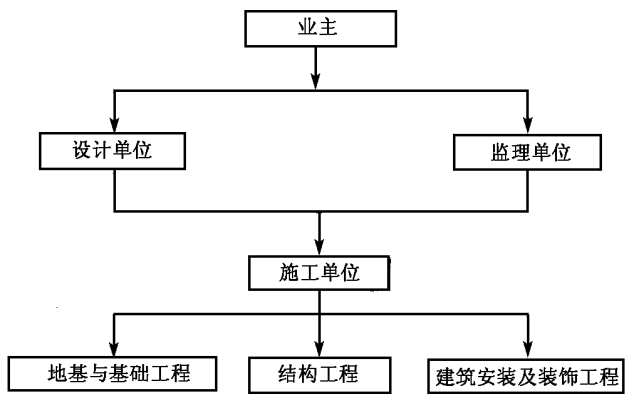 业主
设计单位
监理单位
施工单位
地基与基础工程
结构工程
建筑安装及装饰工程